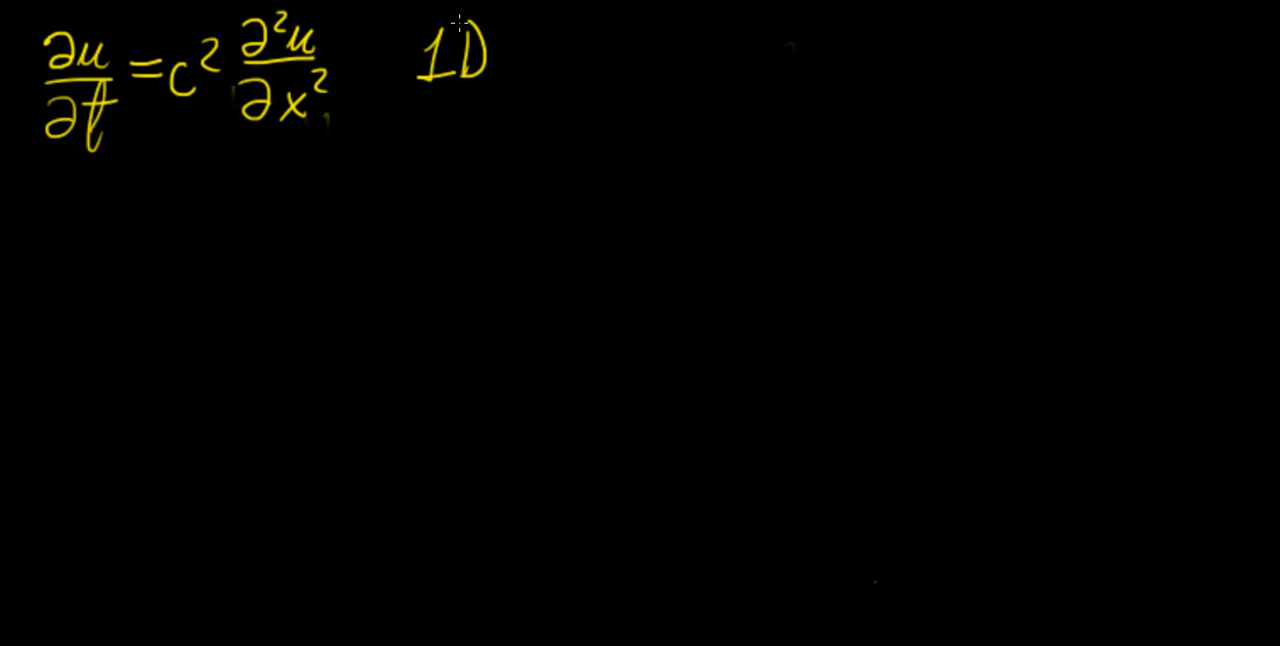 ∂u/∂t = c² ∂²u/∂x² 1D